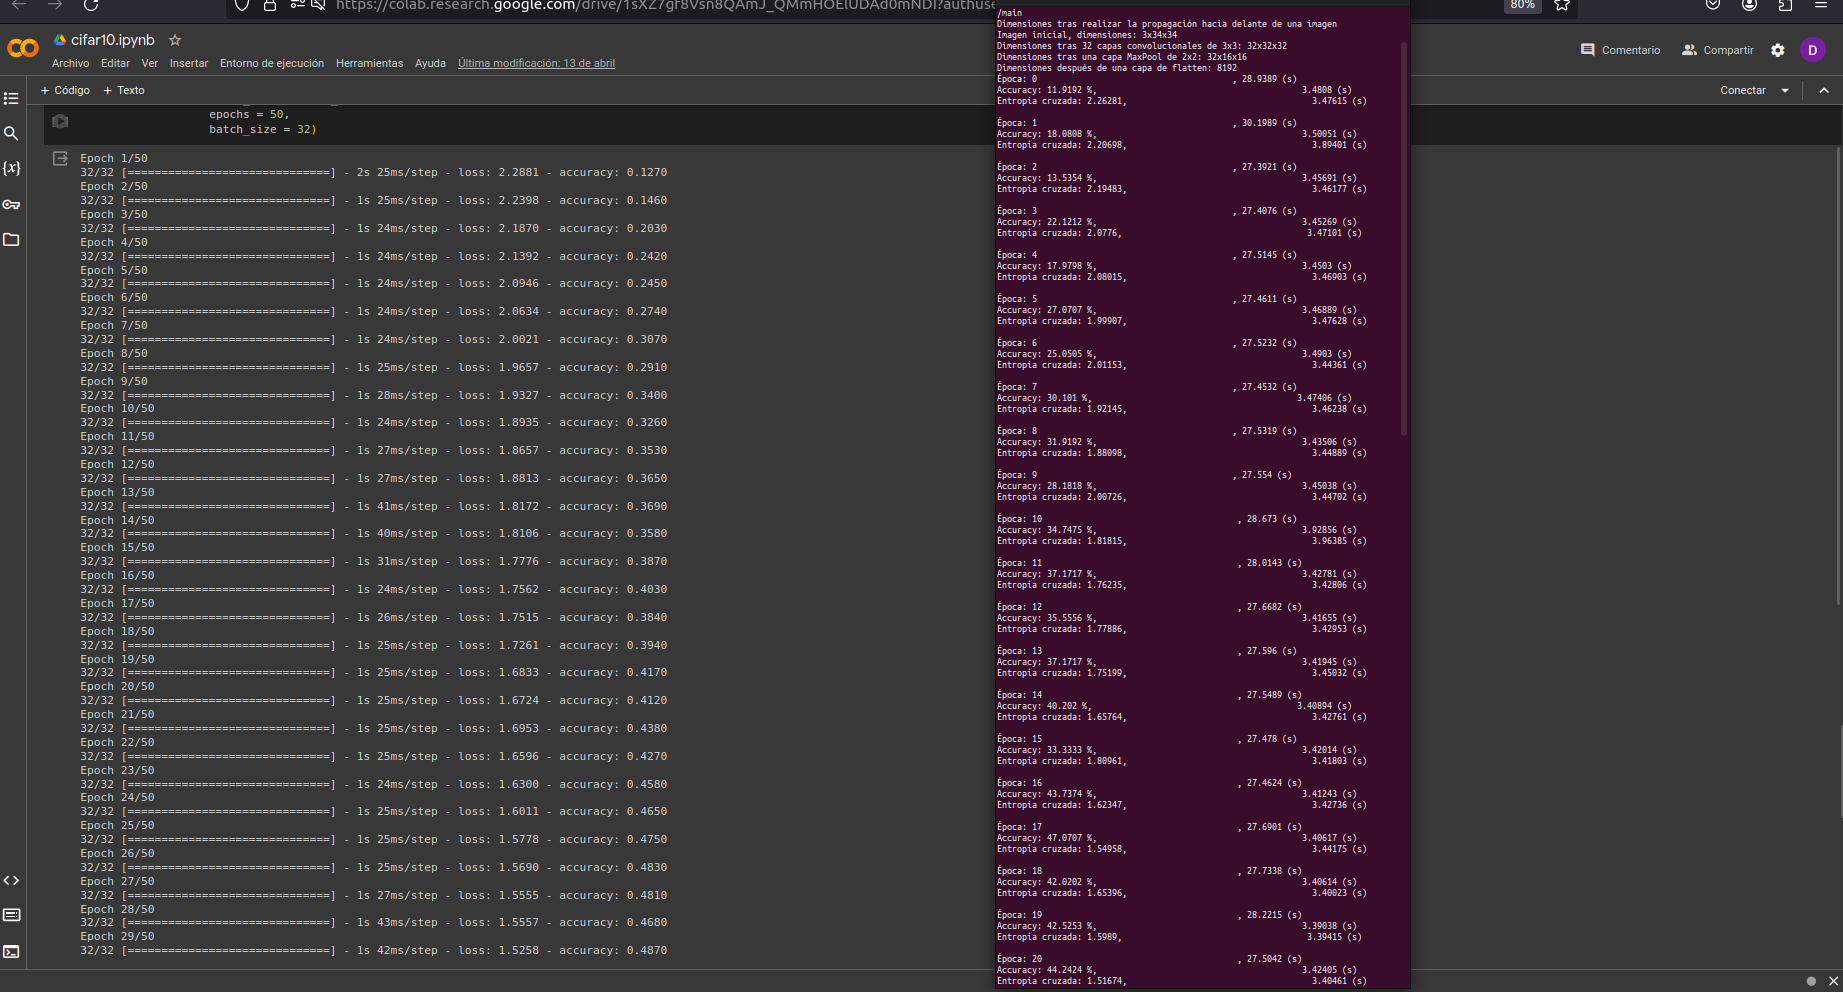 https://colab.research.google.com/drive/1sXZ7gf8Vsn8QAmJ_QMmHOEIUDAd0mNDI?authuse
80%
cifar10.ipynb
Archivo Editar Ver Insertar Entorno de ejecución Herramientas Ayuda Última modificación: 13 de abril
Comentario Compartir D
+ Código + Texto
Conectar
epochs = 50,
batch_size = 32)
Epoch 1/50
32/32 [==============================] - 2s 25ms/step - loss: 2.2881 - accuracy: 0.1270
Epoch 2/50
32/32 [==============================] - 1s 25ms/step - loss: 2.2398 - accuracy: 0.1460
Epoch 3/50
32/32 [==============================] - 1s 24ms/step - loss: 2.1870 - accuracy: 0.2030
Epoch 4/50
32/32 [==============================] - 1s 24ms/step - loss: 2.1392 - accuracy: 0.2420
Epoch 5/50
32/32 [==============================] - 1s 24ms/step - loss: 2.0946 - accuracy: 0.2450
Epoch 6/50
32/32 [==============================] - 1s 24ms/step - loss: 2.0634 - accuracy: 0.2740
Epoch 7/50
32/32 [==============================] - 1s 24ms/step - loss: 2.0021 - accuracy: 0.3070
Epoch 8/50
32/32 [==============================] - 1s 25ms/step - loss: 1.9657 - accuracy: 0.2910
Epoch 9/50
32/32 [==============================] - 1s 28ms/step - loss: 1.9327 - accuracy: 0.3400
Epoch 10/50
32/32 [==============================] - 1s 24ms/step - loss: 1.8935 - accuracy: 0.3260
Epoch 11/50
32/32 [==============================] - 1s 27ms/step - loss: 1.8657 - accuracy: 0.3530
Epoch 12/50
32/32 [==============================] - 1s 27ms/step - loss: 1.8813 - accuracy: 0.3650
Epoch 13/50
32/32 [==============================] - 1s 41ms/step - loss: 1.8172 - accuracy: 0.3690
Epoch 14/50
32/32 [==============================] - 1s 40ms/step - loss: 1.8106 - accuracy: 0.3580
Epoch 15/50
32/32 [==============================] - 1s 31ms/step - loss: 1.7776 - accuracy: 0.3870
Epoch 16/50
32/32 [==============================] - 1s 24ms/step - loss: 1.7562 - accuracy: 0.4030
Epoch 17/50
32/32 [==============================] - 1s 26ms/step - loss: 1.7515 - accuracy: 0.3840
Epoch 18/50
32/32 [==============================] - 1s 25ms/step - loss: 1.7261 - accuracy: 0.3940
Epoch 19/50
32/32 [==============================] - 1s 25ms/step - loss: 1.6833 - accuracy: 0.4170
Epoch 20/50
32/32 [==============================] - 1s 25ms/step - loss: 1.6724 - accuracy: 0.4120
Epoch 21/50
32/32 [==============================] - 1s 25ms/step - loss: 1.6953 - accuracy: 0.4380
Epoch 22/50
32/32 [==============================] - 1s 25ms/step - loss: 1.6596 - accuracy: 0.4270
Epoch 23/50
32/32 [==============================] - 1s 24ms/step - loss: 1.6300 - accuracy: 0.4580
Epoch 24/50
32/32 [==============================] - 1s 25ms/step - loss: 1.6011 - accuracy: 0.4650
Epoch 25/50
32/32 [==============================] - 1s 25ms/step - loss: 1.5778 - accuracy: 0.4750
Epoch 26/50
32/32 [==============================] - 1s 25ms/step - loss: 1.5690 - accuracy: 0.4830
Epoch 27/50
32/32 [==============================] - 1s 27ms/step - loss: 1.5555 - accuracy: 0.4810
Epoch 28/50
32/32 [==============================] - 1s 43ms/step - loss: 1.5557 - accuracy: 0.4680
Epoch 29/50
32/32 [==============================] - 1s 42ms/step - loss: 1.5258 - accuracy: 0.4870
/main
Dimensiones tras realizar la propagación hacia delante de una imagen
Imagen inicial, dimensiones: 3x34x34
Dimensiones tras 32 capas convolucionales de 3x3: 32x32x32
Dimensiones tras una capa MaxPool de 2x2: 32x16x16
Dimensiones después de una capa de flatten: 8192
Época: 0 , 28.9389 (s)
Accuracy: 11.9192 %, 3.4808 (s)
Entropía cruzada: 2.26281, 3.47615 (s)
Época: 1 , 30.1989 (s)
Accuracy: 18.0808 %, 3.50051 (s)
Entropía cruzada: 2.20698, 3.89401 (s)
Época: 2 , 27.3921 (s)
Accuracy: 13.5354 %, 3.45691 (s)
Entropía cruzada: 2.19483, 3.46177 (s)
Época: 3 , 27.4076 (s)
Accuracy: 22.1212 %, 3.45269 (s)
Entropía cruzada: 2.0776, 3.47101 (s)
Época: 4 , 27.5145 (s)
Accuracy: 17.9798 %, 3.4503 (s)
Entropía cruzada: 2.08015, 3.46903 (s)
Época: 5 , 27.4611 (s)
Accuracy: 27.0707 %, 3.46889 (s)
Entropía cruzada: 1.99907, 3.47628 (s)
Época: 6 , 27.5232 (s)
Accuracy: 25.0505 %, 3.4903 (s)
Entropía cruzada: 2.01153, 3.44361 (s)
Época: 7 , 27.4532 (s)
Accuracy: 30.101 %, 3.47406 (s)
Entropía cruzada: 1.92145, 3.46238 (s)
Época: 8 , 27.5319 (s)
Accuracy: 31.9192 %, 3.43506 (s)
Entropía cruzada: 1.88098, 3.44889 (s)
Época: 9 , 27.554 (s)
Accuracy: 28.1818 %, 3.45038 (s)
Entropía cruzada: 2.00726, 3.44702 (s)
Época: 10 , 28.673 (s)
Accuracy: 34.7475 %, 3.92856 (s)
Entropía cruzada: 1.81815, 3.96385 (s)
Época: 11 , 28.0143 (s)
Accuracy: 37.1717 %, 3.42781 (s)
Entropía cruzada: 1.76235, 3.42806 (s)
Época: 12 , 27.6682 (s)
Accuracy: 35.5556 %, 3.41655 (s)
Entropía cruzada: 1.77886, 3.42953 (s)
Época: 13 , 27.596 (s)
Accuracy: 37.1717 %, 3.41945 (s)
Entropía cruzada: 1.75199, 3.45032 (s)
Época: 14 , 27.5489 (s)
Accuracy: 40.202 %, 3.40894 (s)
Entropía cruzada: 1.65764, 3.42761 (s)
Época: 15 , 27.478 (s)
Accuracy: 33.3333 %, 3.42014 (s)
Entropía cruzada: 1.80961, 3.41803 (s)
Época: 16 , 27.4624 (s)
Accuracy: 43.7374 %, 3.41243 (s)
Entropía cruzada: 1.62347, 3.42736 (s)
Época: 17 , 27.6901 (s)
Accuracy: 47.0707 %, 3.40617 (s)
Entropía cruzada: 1.54958, 3.44175 (s)
Época: 18 , 27.7338 (s)
Accuracy: 42.0202 %, 3.40614 (s)
Entropía cruzada: 1.65396, 3.40023 (s)
Época: 19 , 28.2215 (s)
Accuracy: 42.5253 %, 3.39038 (s)
Entropía cruzada: 1.5989, 3.39415 (s)
Época: 20 , 27.5042 (s)
Accuracy: 44.2424 %, 3.42405 (s)
Entropía cruzada: 1.51674, 3.40461 (s)